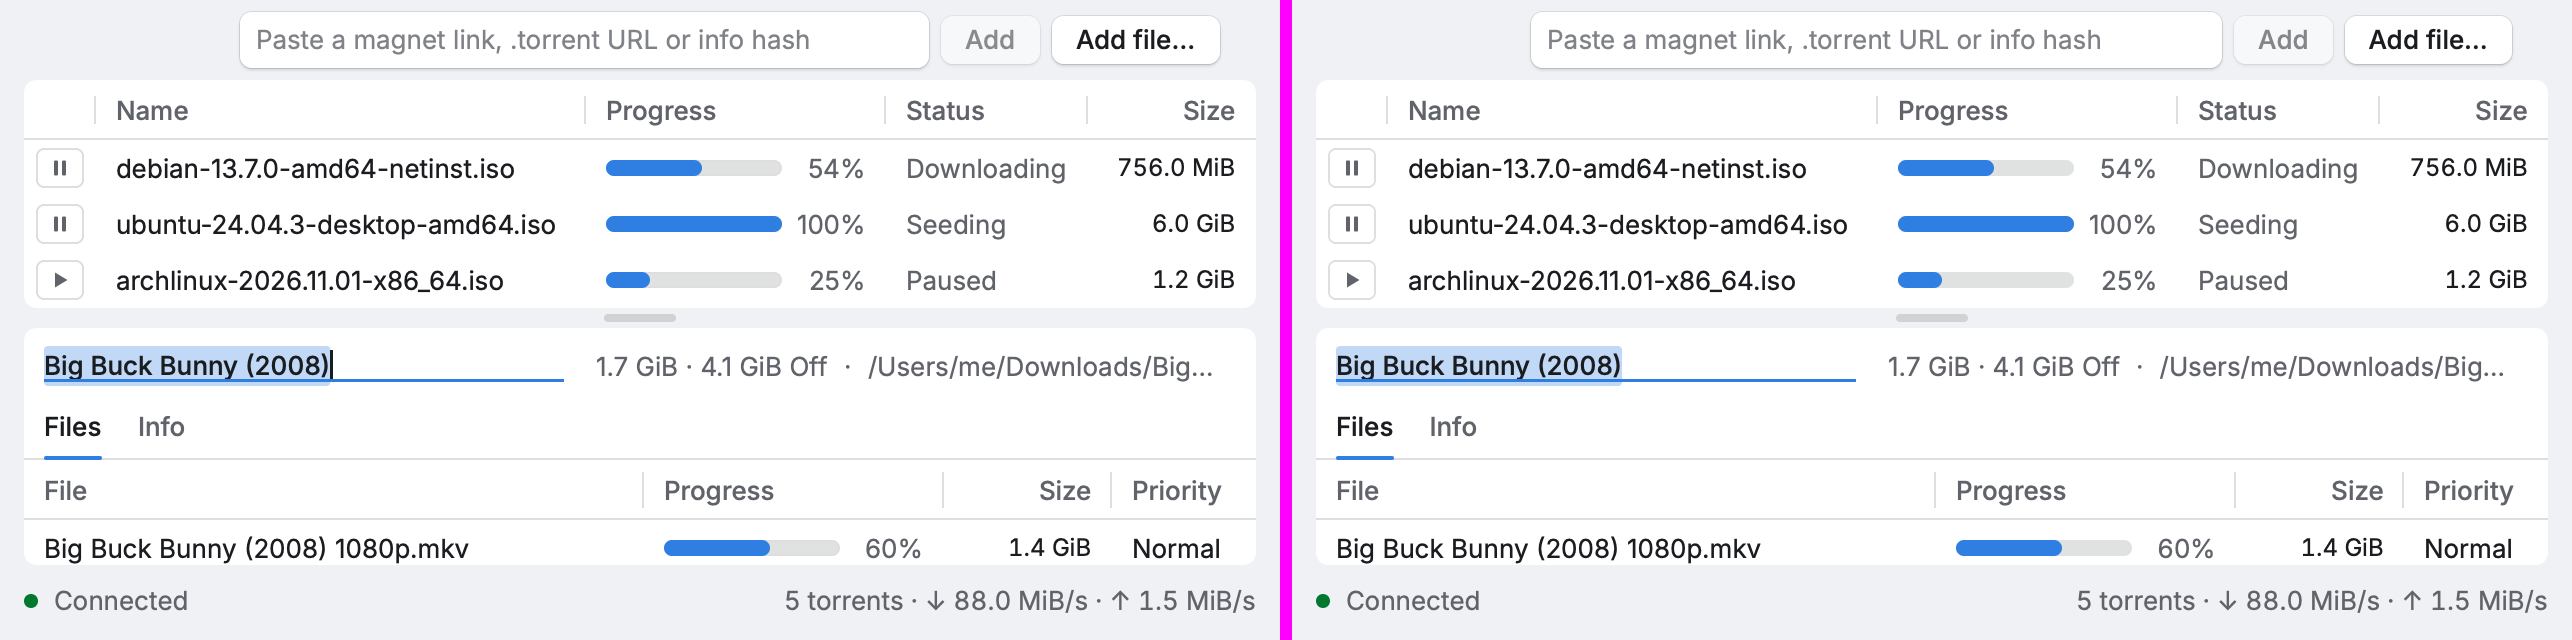 Paste a magnet link, .torrent URL or info hash Add Add file...
Name Progress Status Size
debian-13.7.0-amd64-netinst.iso 54% Downloading 756.0 MiB
ubuntu-24.04.3-desktop-amd64.iso 100% Seeding 6.0 GiB
archlinux-2026.11.01-x86_64.iso 25% Paused 1.2 GiB
Big Buck Bunny (2008) 1.7 GiB · 4.1 GiB Off · /Users/me/Downloads/Big...
Files Info
File Progress Size Priority
Big Buck Bunny (2008) 1080p.mkv 60% 1.4 GiB Normal
Connected 5 torrents · ↓ 88.0 MiB/s · ↑ 1.5 MiB/s
Paste a magnet link, .torrent URL or info hash Add Add file...
Name Progress Status Size
debian-13.7.0-amd64-netinst.iso 54% Downloading 756.0 MiB
ubuntu-24.04.3-desktop-amd64.iso 100% Seeding 6.0 GiB
archlinux-2026.11.01-x86_64.iso 25% Paused 1.2 GiB
Big Buck Bunny (2008) 1.7 GiB · 4.1 GiB Off · /Users/me/Downloads/Big...
Files Info
File Progress Size Priority
Big Buck Bunny (2008) 1080p.mkv 60% 1.4 GiB Normal
Connected 5 torrents · ↓ 88.0 MiB/s · ↑ 1.5 MiB/s